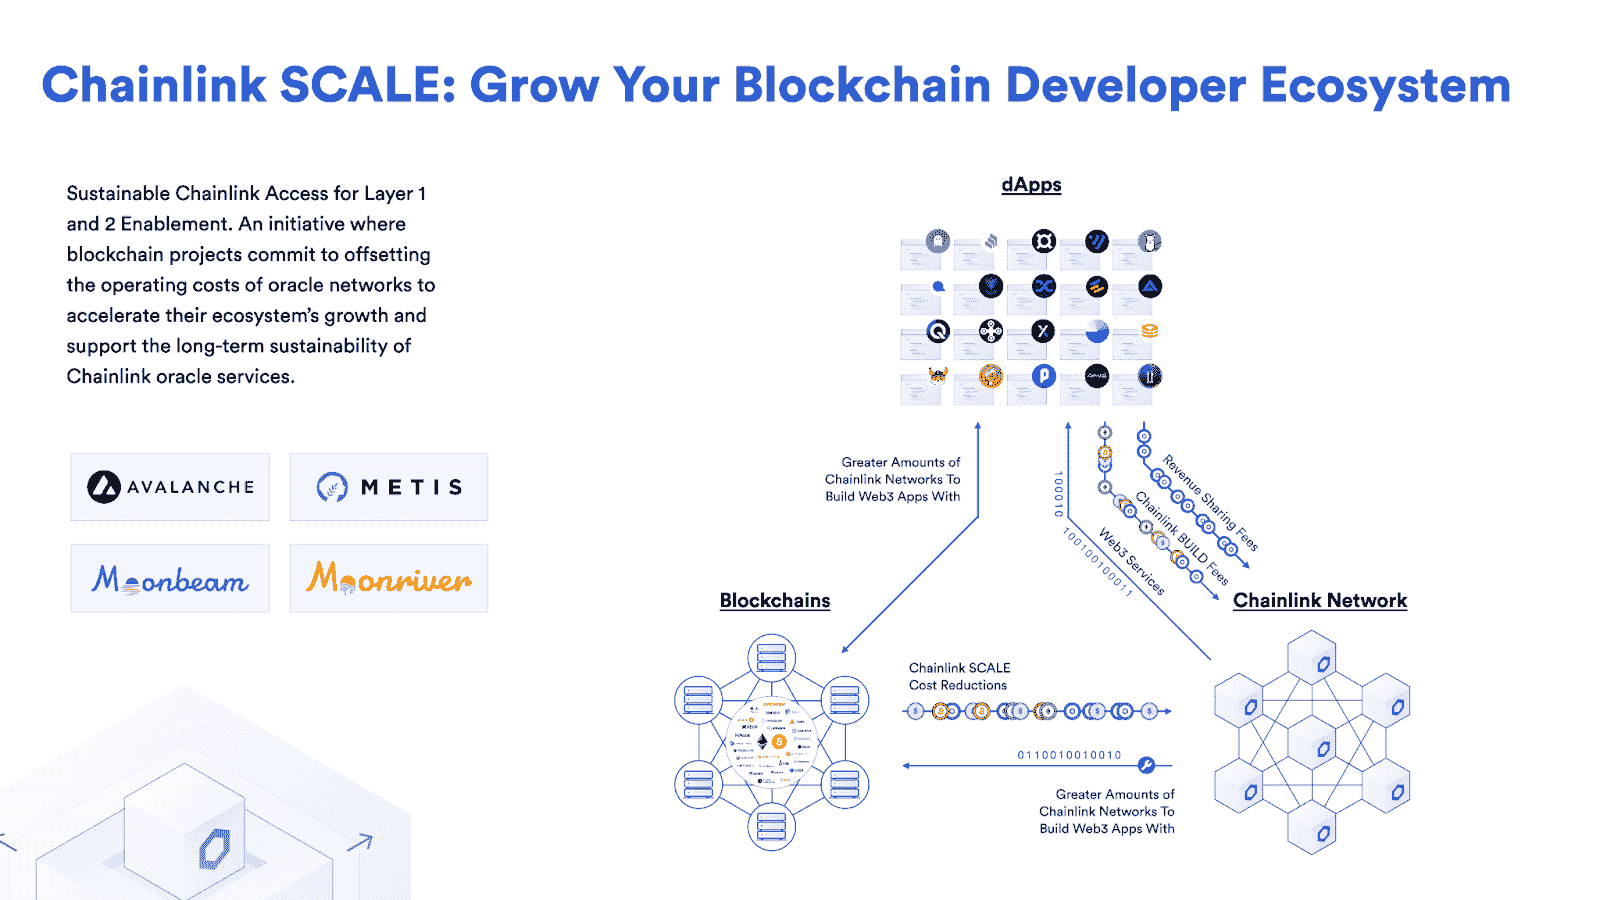 Chainlink SCALE: Grow Your Blockchain Developer Ecosystem
Sustainable Chainlink Access for Layer 1
and 2 Enablement. An initiative where
blockchain projects commit to offsetting
the operating costs of oracle networks to
accelerate their ecosystem's growth and
support the long-term sustainability of
Chainlink oracle services.
AVALANCHE
METIS
Moonbeam
Moonriver
dApps
Greater Amounts of
Chainlink Networks To
Build Web3 Apps With
100010
100100100011
Web3 Services
Chainlink BUILD Fees
Revenue Sharing Fees
Blockchains
Chainlink Network
Chainlink SCALE
Cost Reductions
0110010010010
Greater Amounts of
Chainlink Networks To
Build Web3 Apps With